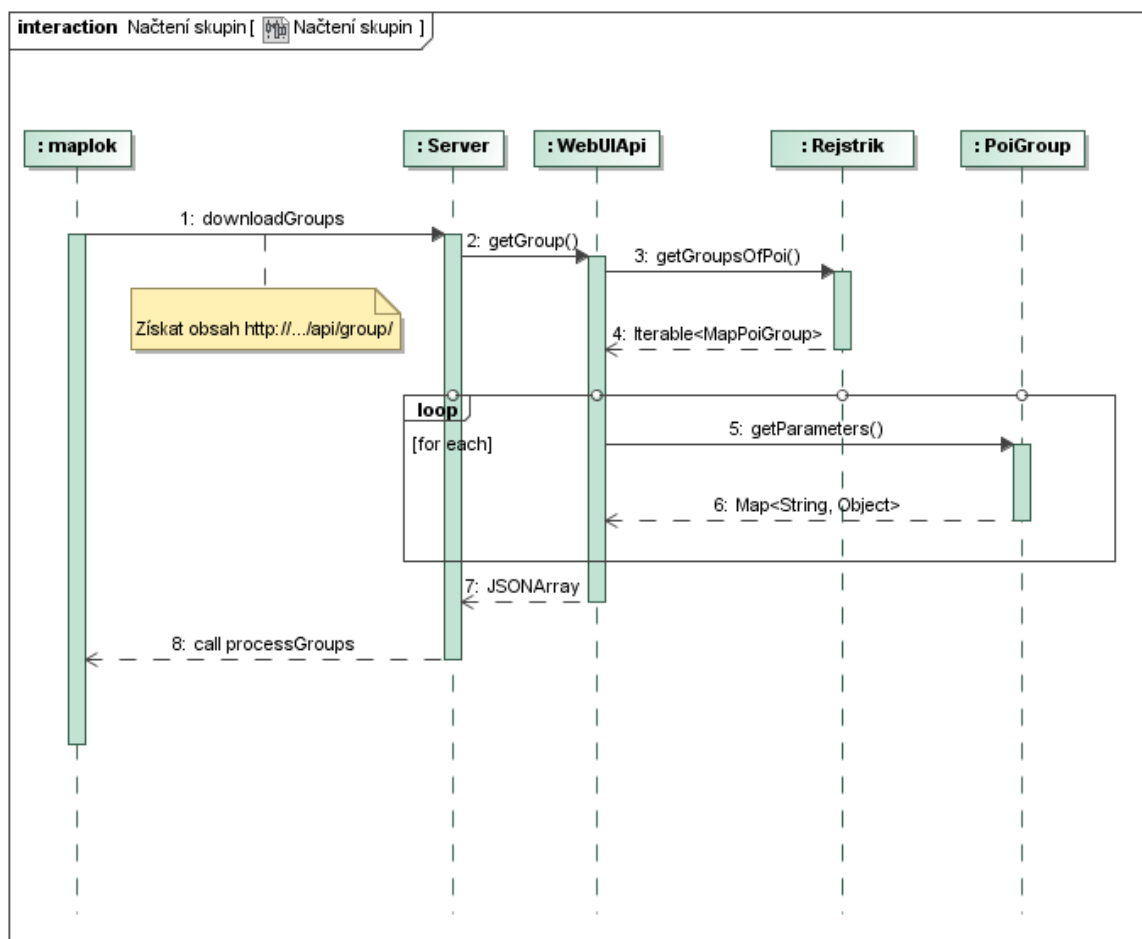 interaction Načtení skupin [ Načtení skupin ]
: maplok
: Server
: WebUIApi
: Rejstrik
: PoiGroup
1: downloadGroups
2: getGroup()
3: getGroupsOfPoi()
Získat obsah http://.../api/group/
4: Iterable<MapPoiGroup>
loop
[for each]
5: getParameters()
6: Map<String, Object>
7: JSONArray
8: call processGroups